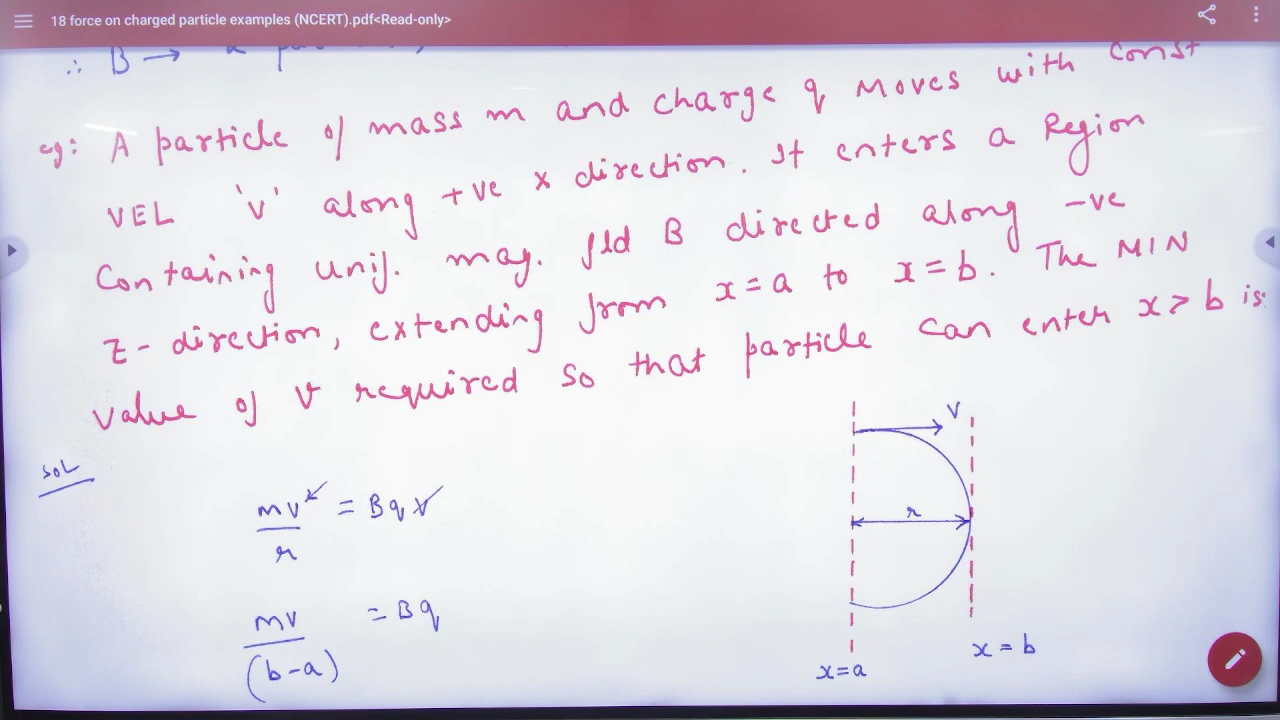 18 force on charged particle examples (NCERT).pdf<Read-only>
∴ B →
eg: A particle of mass m and charge q moves with const
VEL 'v' along +ve x direction. It enters a Region
Containing unif. mag. fld B directed along -ve
z-direction, extending from x=a to x=b. The MIN
value of v required so that particle can enter x>b is:
SOL
mv²/r = Bqv
mv/(b-a) = Bq
v
r
x=a
x=b